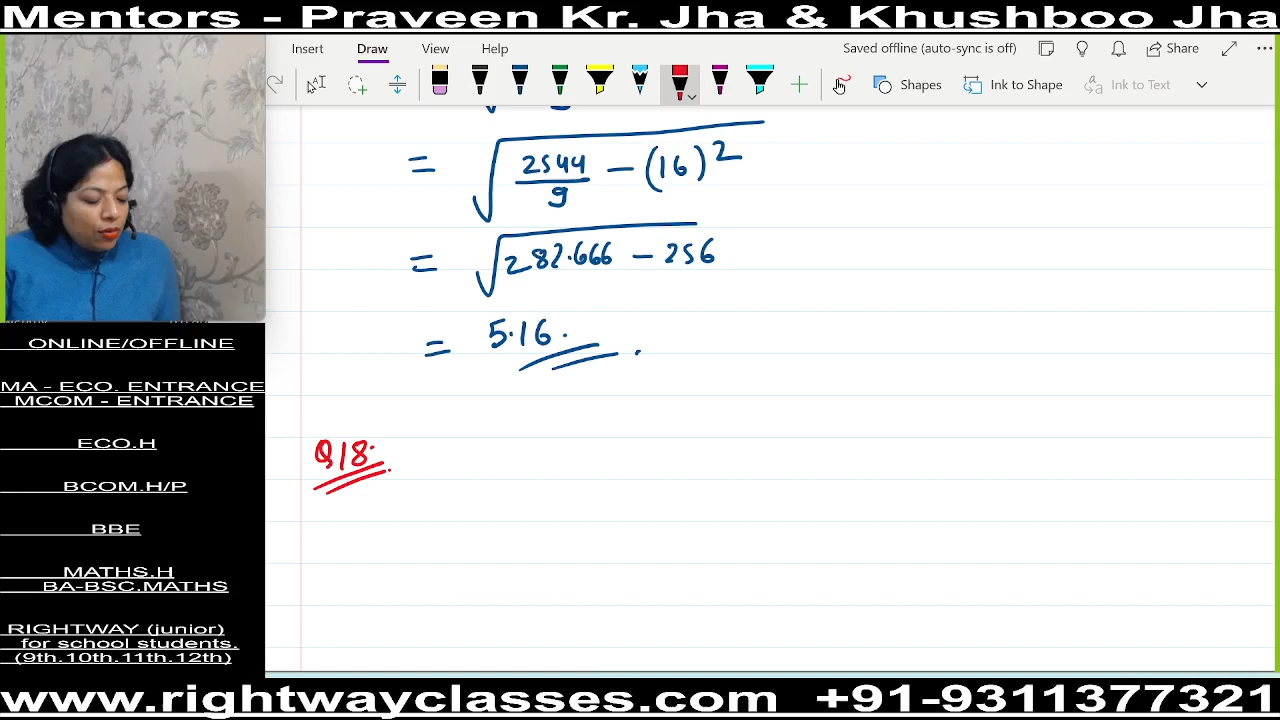 Mentors - Praveen Kr. Jha & Khushboo Jha
Insert Draw View Help Saved offline (auto-sync is off) Share
Shapes Ink to Shape Ink to Text
= √(2544/9 - (16)²)
= √282.666 - 256
= 5.16.
Q18.
ONLINE/OFFLINE
MA - ECO. ENTRANCE
MCOM - ENTRANCE
ECO.H
BCOM.H/P
BBE
MATHS.H
BA-BSC.MATHS
RIGHTWAY (junior)
for school students.
(9th.10th.11th.12th)
www.rightwayclasses.com +91-9311377321